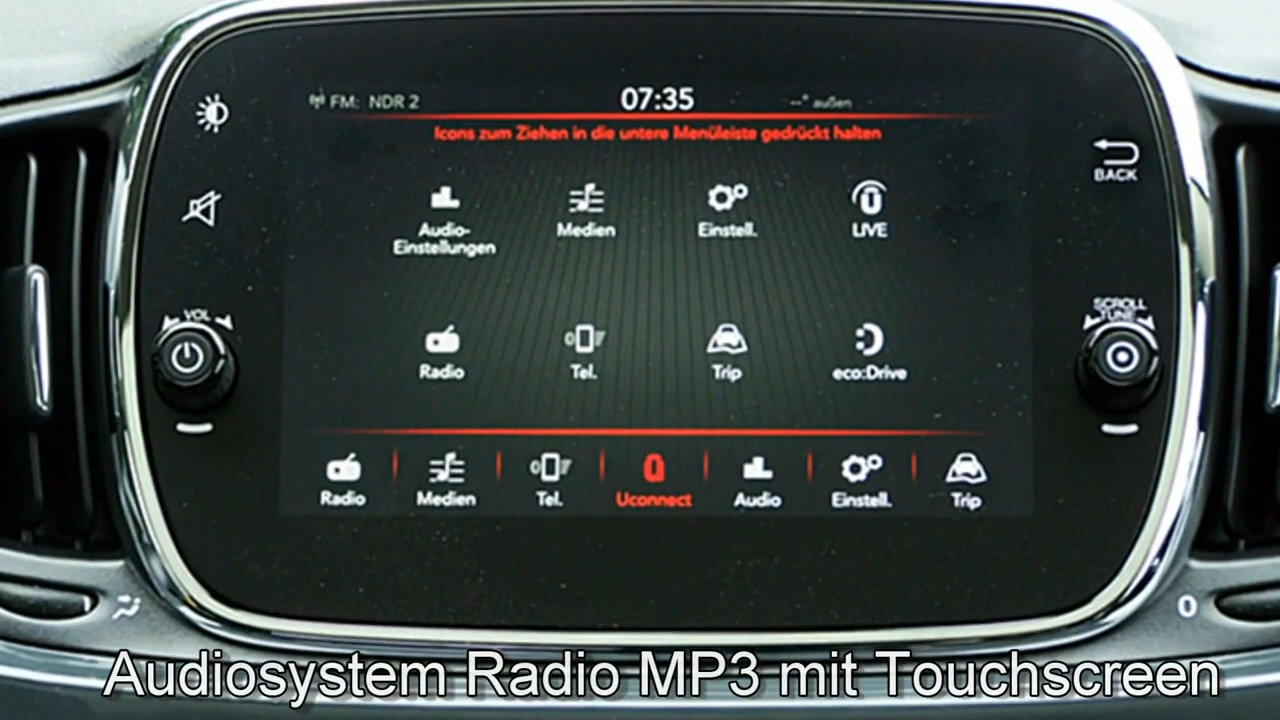 FM: NDR 2
07:35
--° außen
Icons zum Ziehen in die untere Menüleiste gedrückt halten
BACK
Audio-
Einstellungen
Medien
Einstell.
LIVE
VOL
SCROLL
TUNE
Radio
Tel.
Trip
eco:Drive
Radio
Medien
Tel.
Uconnect
Audio
Einstell.
Trip
0
Audiosystem Radio MP3 mit Touchscreen